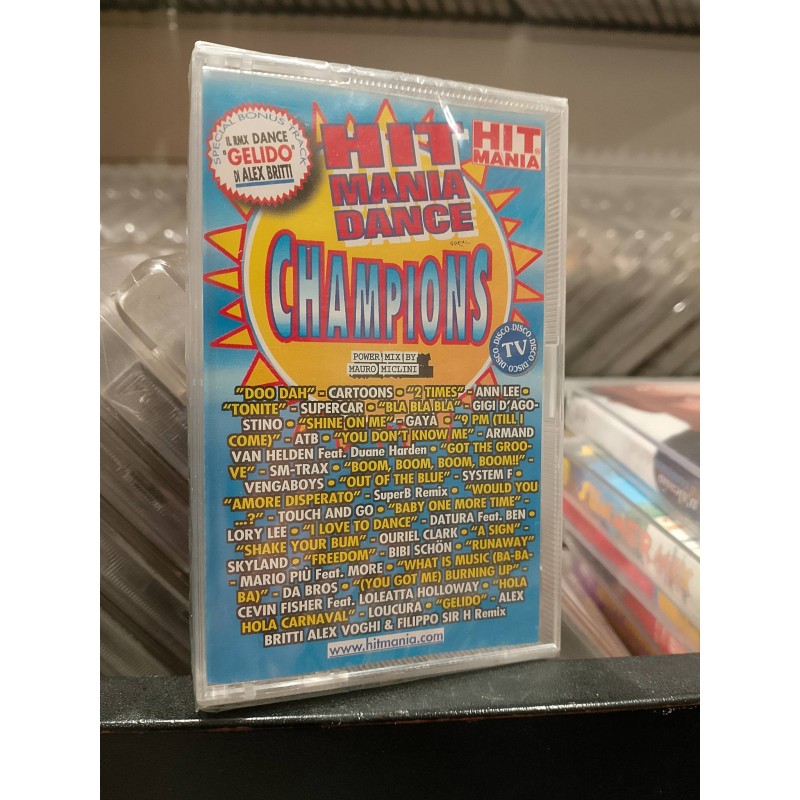 SPECIAL BONUS TRACK
IL RMX DANCE
"GELIDO"
DI ALEX BRITTI
HIT
MANIA
DANCE
HIT
MANIA
CHAMPIONS
POWER MIX BY
MAURO MICLINI
DISCO DISCO DISCO DISCO DISCO
TV
"DOO DAH" - CARTOONS • "2 TIMES" - ANN LEE •
"TONITE" - SUPERCAR • "BLA BLA BLA" - GIGI D'AGO-
STINO • "SHINE ON ME" - GAYÀ • "9 PM (TILL I
COME)" - ATB • "YOU DON'T KNOW ME" - ARMAND
VAN HELDEN Feat. Duane Harden • "GOT THE GROO-
VE" - SM-TRAX • "BOOM, BOOM, BOOM, BOOM!!" -
VENGABOYS • "OUT OF THE BLUE" - SYSTEM F •
"AMORE DISPERATO" - SuperB Remix • "WOULD YOU
...?" - TOUCH AND GO • "BABY ONE MORE TIME" -
LORY LEE • "I LOVE TO DANCE" - DATURA Feat. BEN •
"SHAKE YOUR BUM" - OURIEL CLARK • "A SIGN" -
SKYLAND • "FREEDOM" - BIBI SCHÖN • "RUNAWAY"
- MARIO PIÙ Feat. MORE • "WHAT IS MUSIC (BA-BA-
BA)" - DA BROS • "(YOU GOT ME) BURNING UP" -
CEVIN FISHER Feat. LOLEATTA HOLLOWAY • "HOLA
HOLA CARNAVAL" - LOUCURA • "GELIDO" - ALEX
BRITTI ALEX VOGHI & FILIPPO SIR H Remix
www.hitmania.com